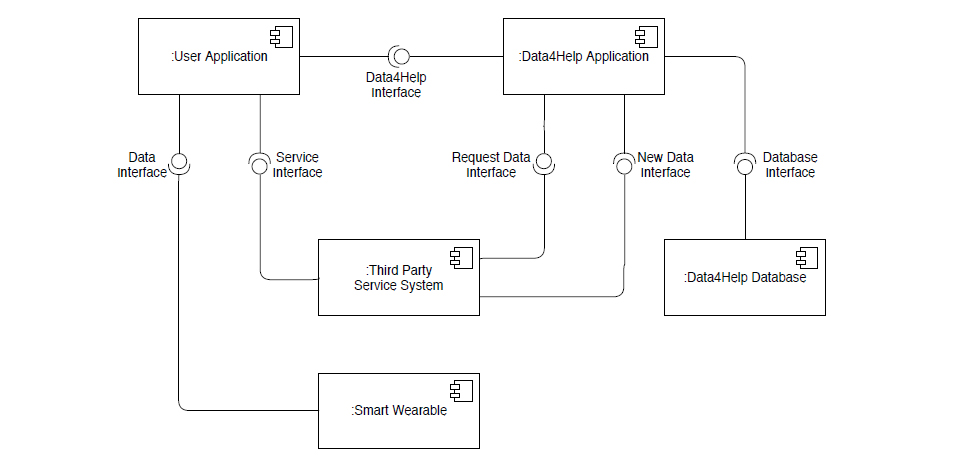 :User Application
:Data4Help Application
Data4Help
Interface
Data
Interface
Service
Interface
Request Data
Interface
New Data
Interface
Database
Interface
:Third Party
Service System
:Data4Help Database
:Smart Wearable